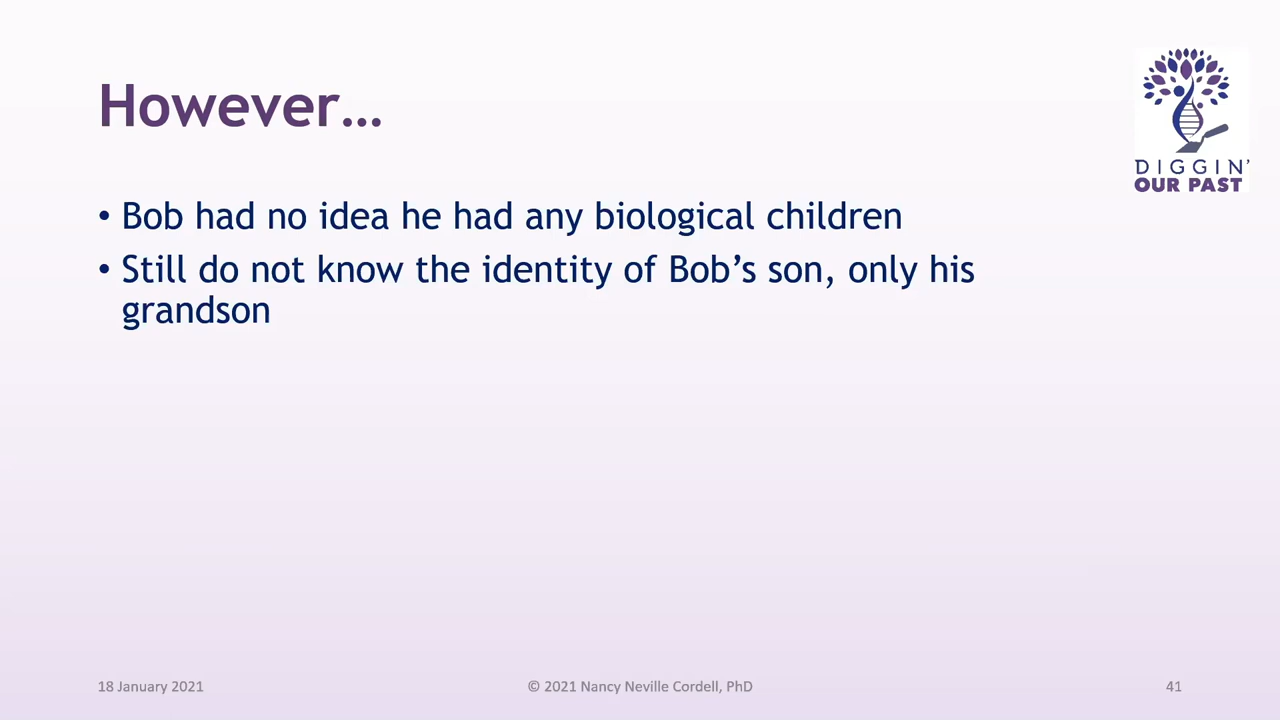 However…
DIGGIN'
OUR PAST
• Bob had no idea he had any biological children
• Still do not know the identity of Bob’s son, only his
grandson
18 January 2021
© 2021 Nancy Neville Cordell, PhD
41